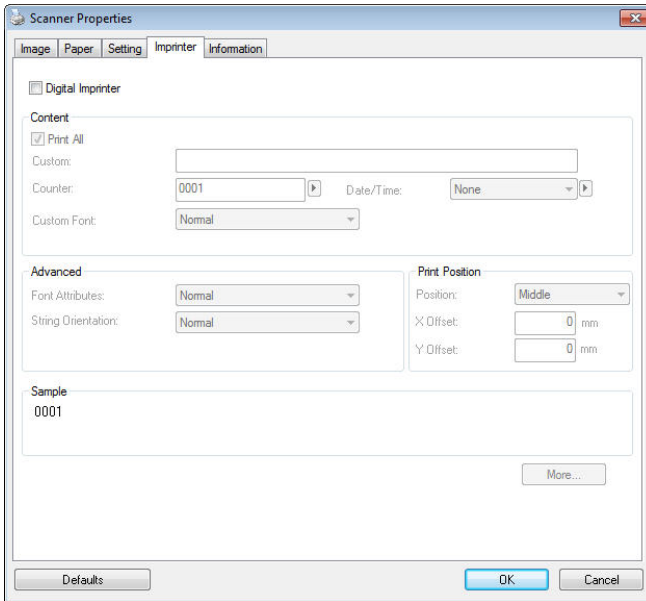 Scanner Properties
Image Paper Setting Imprinter Information
Digital Imprinter
Content
Print All
Custom:
Counter: 0001 Date/Time: None
Custom Font: Normal
Advanced
Font Attributes: Normal
String Orientation: Normal
Print Position
Position: Middle
X Offset: 0 mm
Y Offset: 0 mm
Sample
0001
More...
Defaults OK Cancel